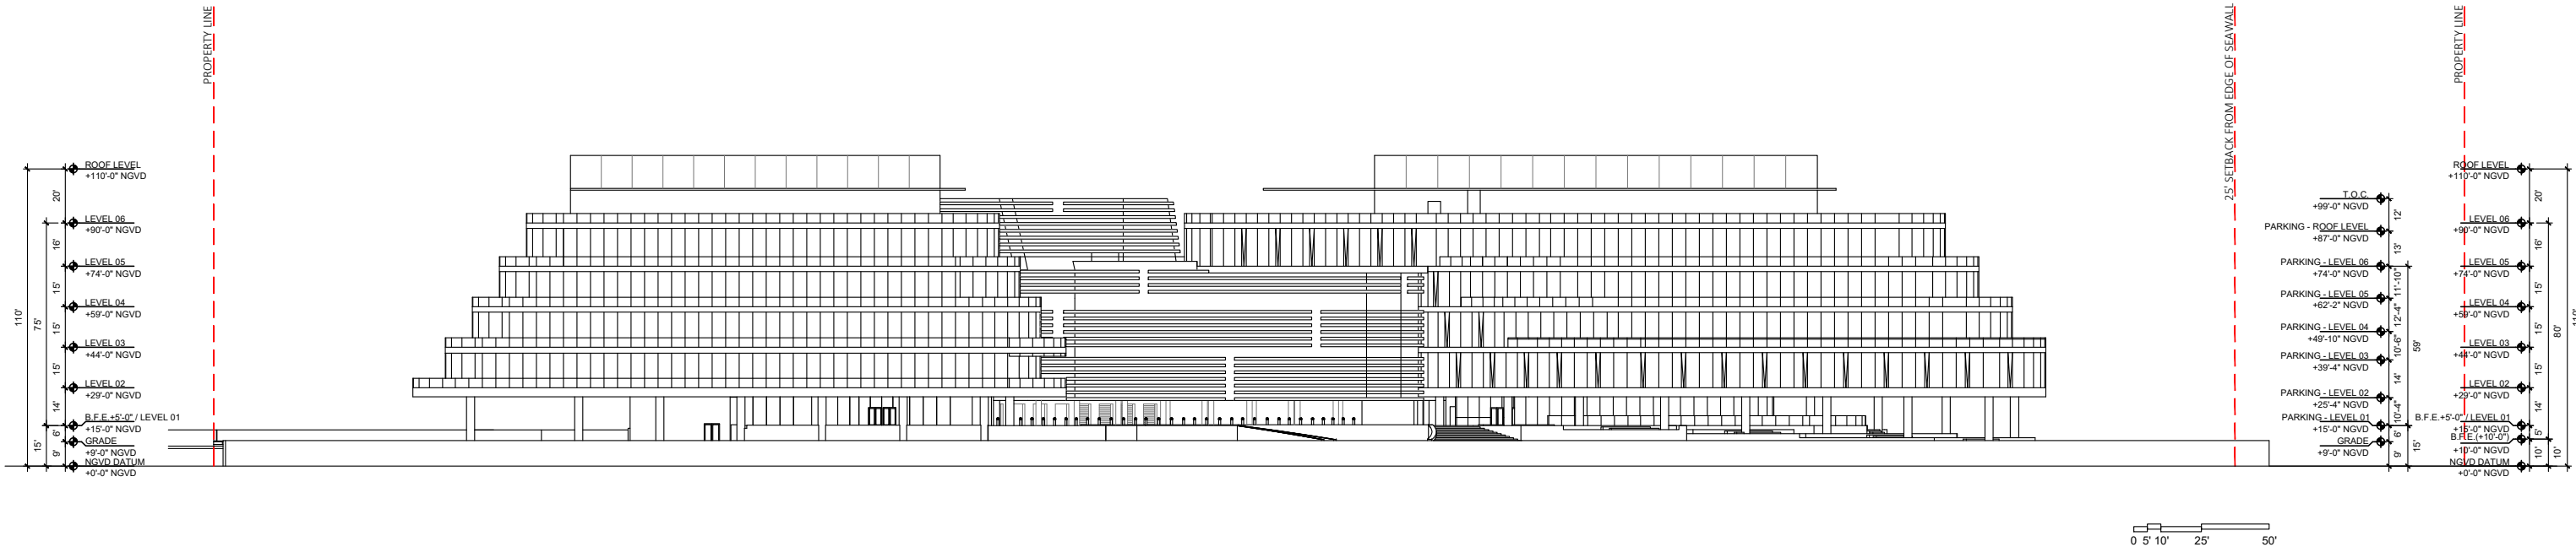 PROPERTY LINE
25' SETBACK FROM EDGE OF SEAWALL
PROPERTY LINE
ROOF LEVEL
+110'-0" NGVD
LEVEL 06
+90'-0" NGVD
LEVEL 05
+74'-0" NGVD
LEVEL 04
+59'-0" NGVD
LEVEL 03
+44'-0" NGVD
LEVEL 02
+29'-0" NGVD
B.F.E.+5'-0" / LEVEL 01
+15'-0" NGVD
GRADE
+9'-0" NGVD
NGVD DATUM
+0'-0" NGVD
110'
75'
15'
20'
16'
15'
15'
15'
14'
6'
9'
T.O.C.
+99'-0" NGVD
PARKING - ROOF LEVEL
+87'-0" NGVD
PARKING - LEVEL 06
+74'-0" NGVD
PARKING - LEVEL 05
+62'-2" NGVD
PARKING - LEVEL 04
+49'-10" NGVD
PARKING - LEVEL 03
+39'-4" NGVD
PARKING - LEVEL 02
+25'-4" NGVD
PARKING - LEVEL 01
+15'-0" NGVD
GRADE
+9'-0" NGVD
12'
13'
11'-10"
12'-4"
10'-6"
14'
10'-4"
6'
9'
59'
15'
ROOF LEVEL
+110'-0" NGVD
LEVEL 06
+90'-0" NGVD
LEVEL 05
+74'-0" NGVD
LEVEL 04
+59'-0" NGVD
LEVEL 03
+44'-0" NGVD
LEVEL 02
+29'-0" NGVD
B.F.E.+5'-0" / LEVEL 01
+15'-0" NGVD
B.F.E.(+10'-0")
+10'-0" NGVD
NGVD DATUM
+0'-0" NGVD
20'
16'
15'
15'
15'
14'
5'
10'
80'
10'
110'
0 5' 10' 25' 50'